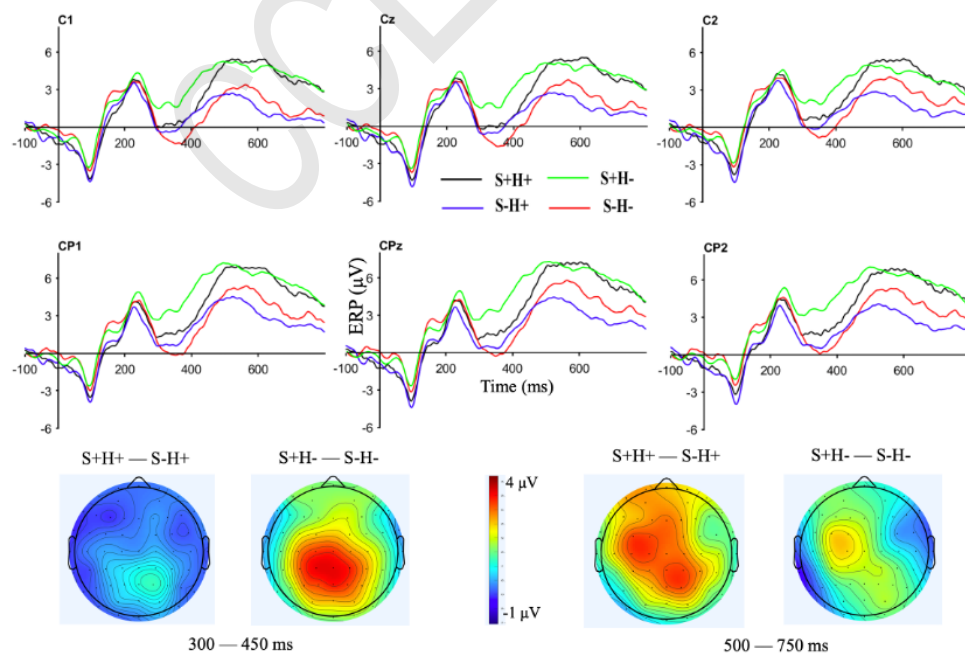 C1
Cz
C2
6
6
6
3
3
3
-100
200
400
600
-100
200
400
600
-100
200
400
600
-3
-3
-3
-6
-6
-6
S+H+
S+H-
S-H+
S-H-
CP1
CPz
CP2
6
6
6
3
3
3
ERP (μV)
-100
200
400
600
-100
200
400
600
-100
200
400
600
Time (ms)
-3
-3
-3
-6
-6
-6
S+H+ — S-H+
S+H- — S-H-
S+H+ — S-H+
S+H- — S-H-
4 μV
-1 μV
300 — 450 ms
500 — 750 ms